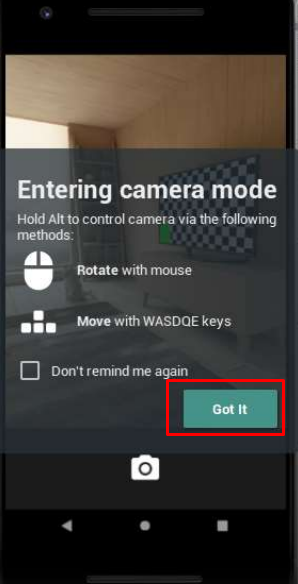 Entering camera mode
Hold Alt to control camera via the following
methods:
Rotate with mouse
Move with WASDQE keys
Don't remind me again
Got It